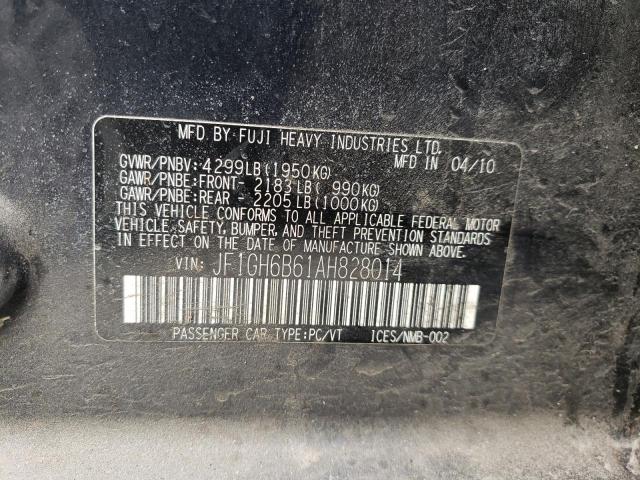 MFD. BY FUJI HEAVY INDUSTRIES LTD.
GVWR/PNBV: 4299LB(1950KG) MFD IN 04/10
GAWR/PNBE: FRONT- 2183LB( 990KG)
GAWR/PNBE: REAR - 2205LB(1000KG)
THIS VEHICLE CONFORMS TO ALL APPLICABLE FEDERAL MOTOR
VEHICLE SAFETY, BUMPER, AND THEFT PREVENTION STANDARDS
IN EFFECT ON THE DATE OF MANUFACTURE SHOWN ABOVE.
VIN: JF1GH6B61AH828014
PASSENGER CAR TYPE:PC/VT ICES/NMB-002